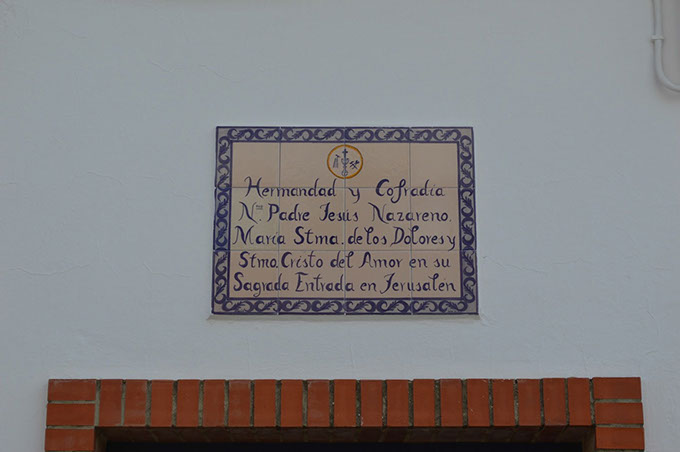 Hermandad y Cofradía
Ntro. Padre Jesús Nazareno.
María Stma. de los Dolores y
Stmo. Cristo del Amor en su
Sagrada Entrada en Jerusalén